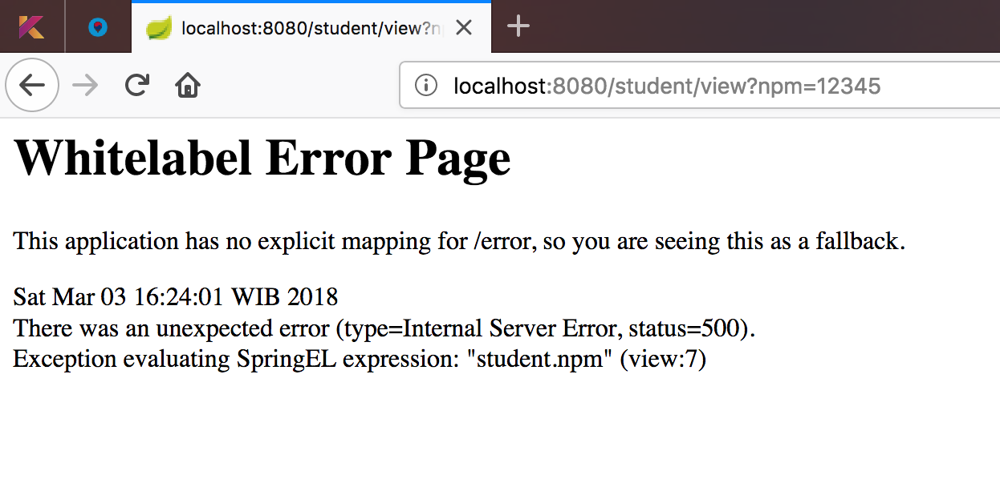 localhost:8080/student/view?n
localhost:8080/student/view?npm=12345
Whitelabel Error Page
This application has no explicit mapping for /error, so you are seeing this as a fallback.
Sat Mar 03 16:24:01 WIB 2018
There was an unexpected error (type=Internal Server Error, status=500).
Exception evaluating SpringEL expression: "student.npm" (view:7)